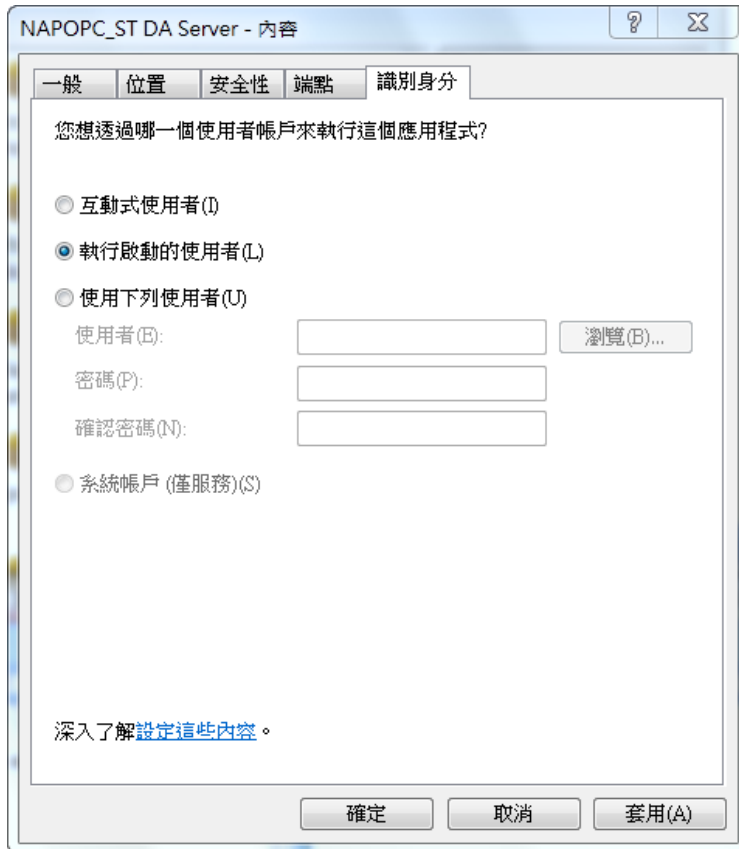 NAPOPC_ST DA Server - 內容
一般 位置 安全性 端點 識別身分
您想透過哪一個使用者帳戶來執行這個應用程式?
互動式使用者(I)
執行啟動的使用者(L)
使用下列使用者(U)
使用者(E): 瀏覽(B)...
密碼(P):
確認密碼(N):
系統帳戶 (僅服務)(S)
深入了解設定這些內容。
確定 取消 套用(A)